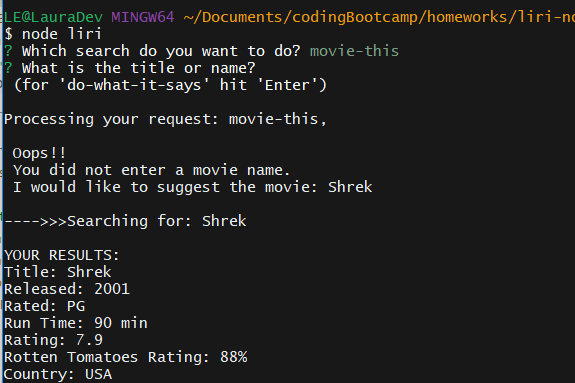 LE@LauraDev MINGW64 ~/Documents/codingBootcamp/homeworks/liri-no
$ node liri
? Which search do you want to do? movie-this
? What is the title or name?
(for 'do-what-it-says' hit 'Enter')
Processing your request: movie-this,
Oops!!
You did not enter a movie name.
I would like to suggest the movie: Shrek
---->>>Searching for: Shrek
YOUR RESULTS:
Title: Shrek
Released: 2001
Rated: PG
Run Time: 90 min
Rating: 7.9
Rotten Tomatoes Rating: 88%
Country: USA